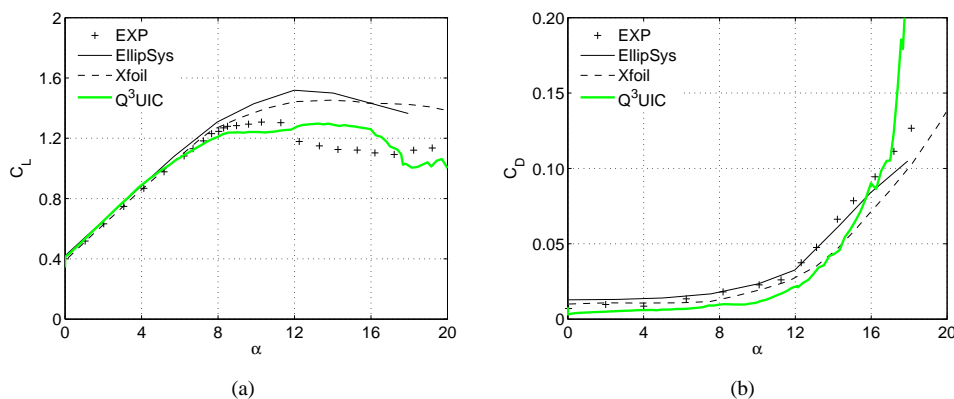 2
1.6
1.2
0.8
0.4
0
0 4 8 12 16 20
C_L
α
EXP
EllipSys
Xfoil
Q³UIC
(a)
0.20
0.15
0.10
0.05
0
0 4 8 12 16 20
C_D
α
EXP
EllipSys
Xfoil
Q³UIC
(b)